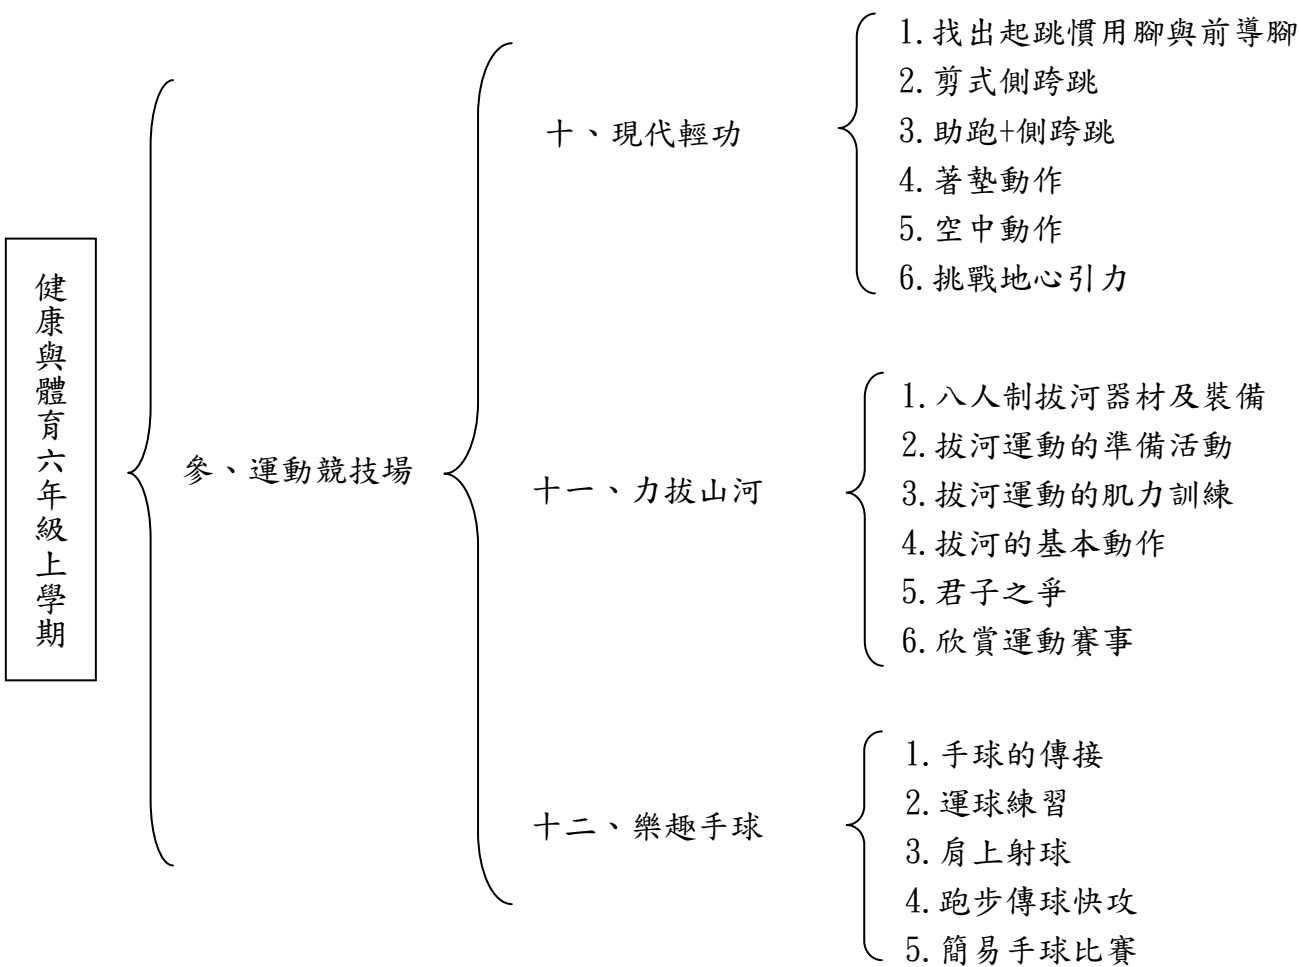 健康與體育六年級上學期
參、運動競技場
十、現代輕功
1.找出起跳慣用腳與前導腳
2.剪式側跨跳
3.助跑+側跨跳
4.著墊動作
5.空中動作
6.挑戰地心引力
十一、力拔山河
1.八人制拔河器材及裝備
2.拔河運動的準備活動
3.拔河運動的肌力訓練
4.拔河的基本動作
5.君子之爭
6.欣賞運動賽事
十二、樂趣手球
1.手球的傳接
2.運球練習
3.肩上射球
4.跑步傳球快攻
5.簡易手球比賽